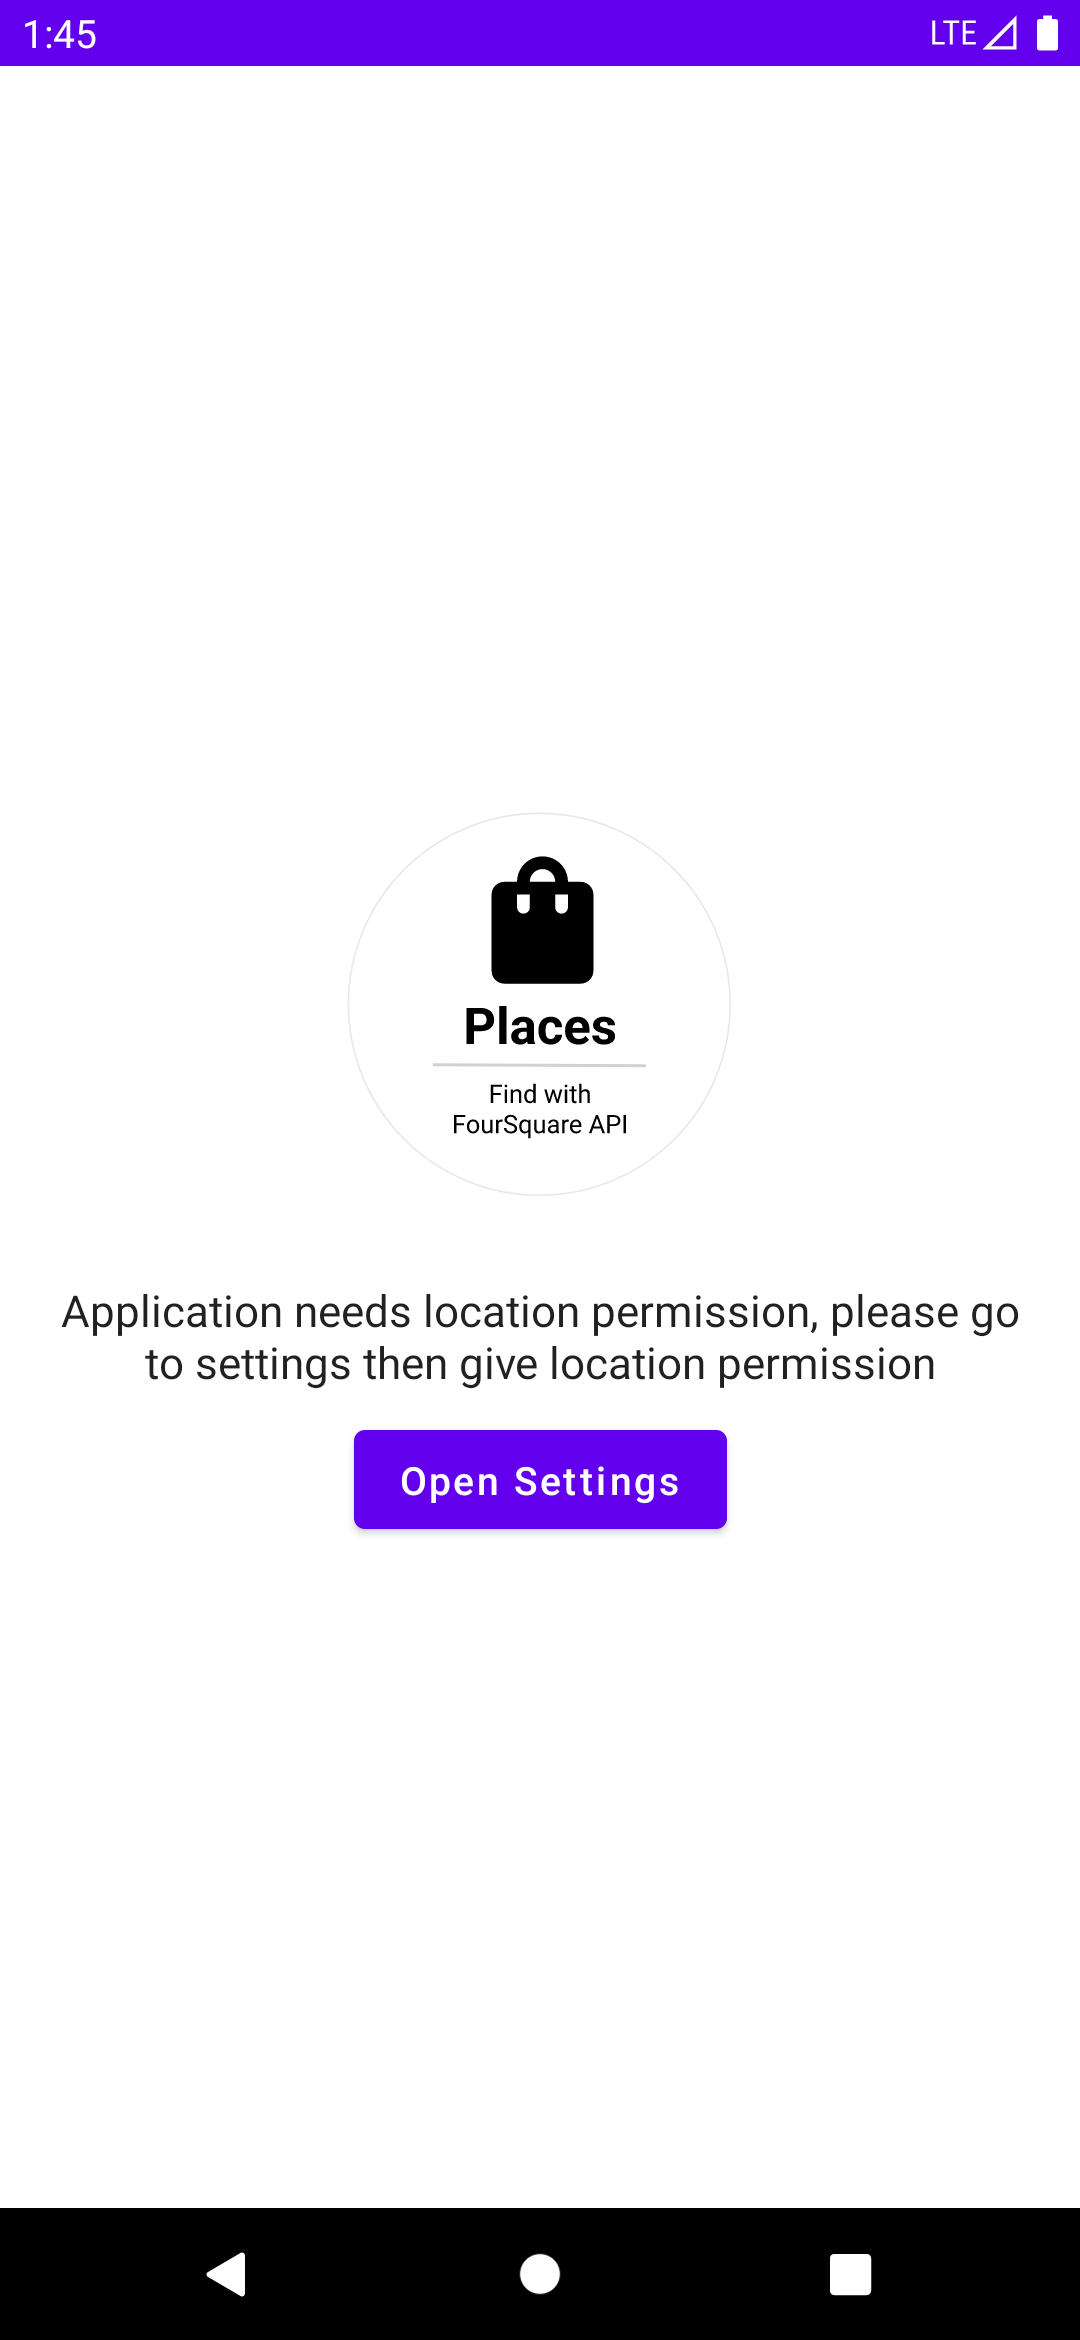 1:45 LTE
Places
Find with
FourSquare API
Application needs location permission, please go
to settings then give location permission
Open Settings